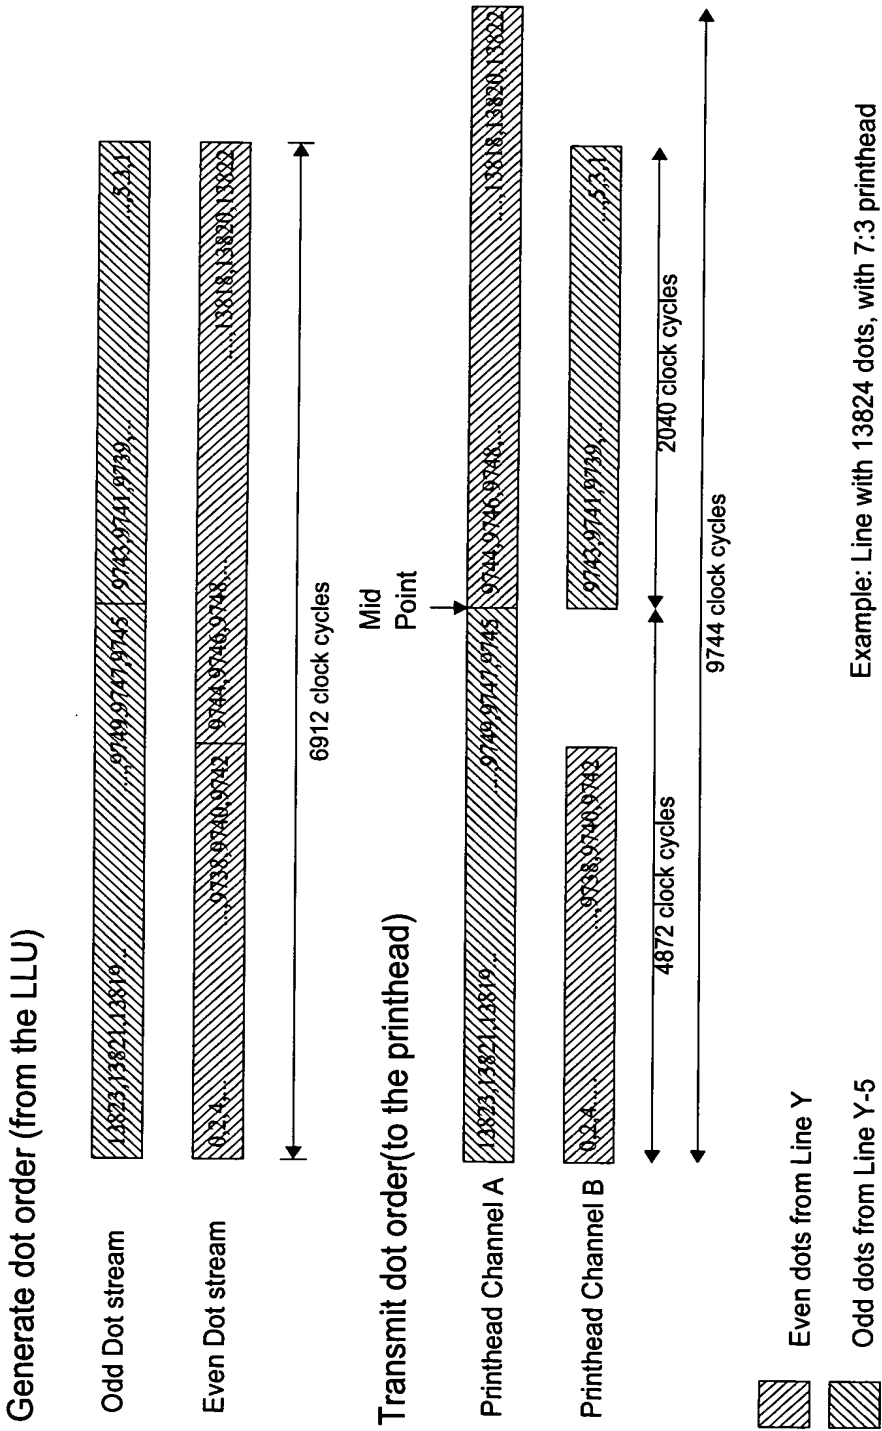 Generate dot order (from the LLU)
Odd Dot stream
13823,13821,13819...
...,9749,9747,9745
9743,9741,9739,...
...,5,3,1
Even Dot stream
0,2,4,...
...,9738,9740,9742
9744,9746,9748,...
...,13818,13820,13822
6912 clock cycles
Transmit dot order(to the printhead)
Mid
Point
Printhead Channel A
13823,13821,13819...
...,9749,9747,9745
9744,9746,9748,...
...,13818,13820,13822
Printhead Channel B
0,2,4....
...,9738,9740,9742
9743,9741,9739,...
...,5,3,1
4872 clock cycles
2040 clock cycles
9744 clock cycles
Even dots from Line Y
Odd dots from Line Y-5
Example: Line with 13824 dots, with 7:3 printhead